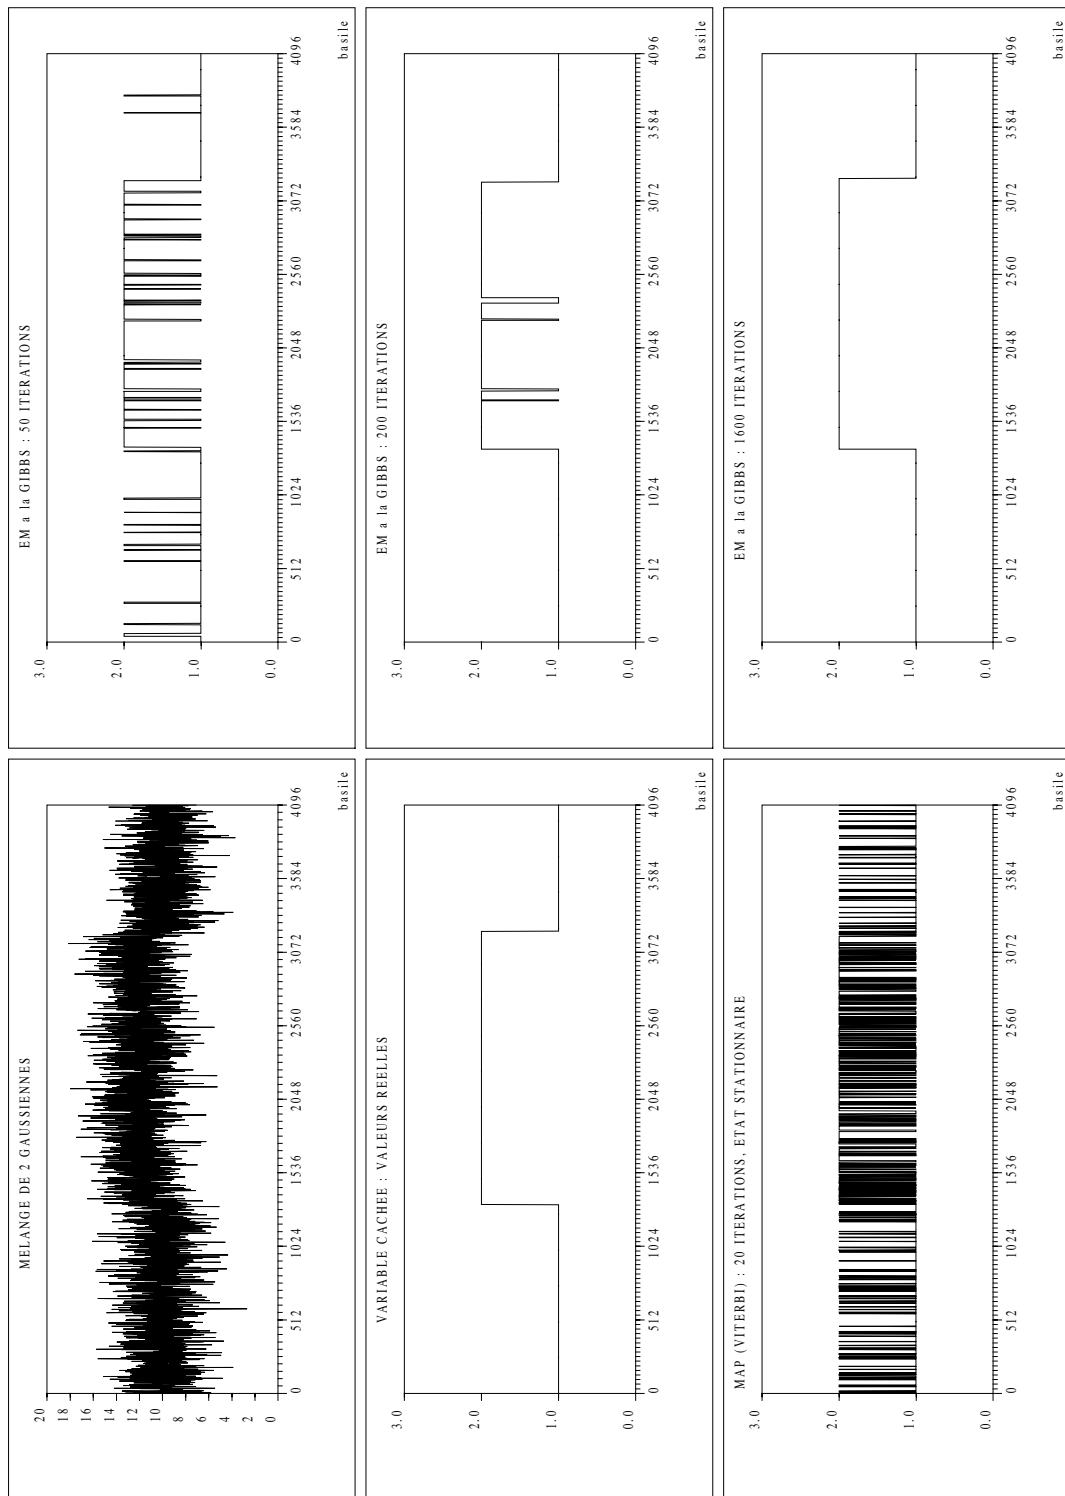 MELANGE DE 2 GAUSSIENNES
20
18
16
14
12
10
8
6
4
2
0
0 512 1024 1536 2048 2560 3072 3584 4096
basile
EM a la GIBBS : 50 ITERATIONS
3.0
2.0
1.0
0.0
0 512 1024 1536 2048 2560 3072 3584 4096
basile
VARIABLE CACHEE : VALEURS REELLES
3.0
2.0
1.0
0.0
0 512 1024 1536 2048 2560 3072 3584 4096
basile
EM a la GIBBS : 200 ITERATIONS
3.0
2.0
1.0
0.0
0 512 1024 1536 2048 2560 3072 3584 4096
basile
MAP (VITERBI) : 20 ITERATIONS, ETAT STATIONNAIRE
3.0
2.0
1.0
0.0
0 512 1024 1536 2048 2560 3072 3584 4096
basile
EM a la GIBBS : 1600 ITERATIONS
3.0
2.0
1.0
0.0
0 512 1024 1536 2048 2560 3072 3584 4096
basile